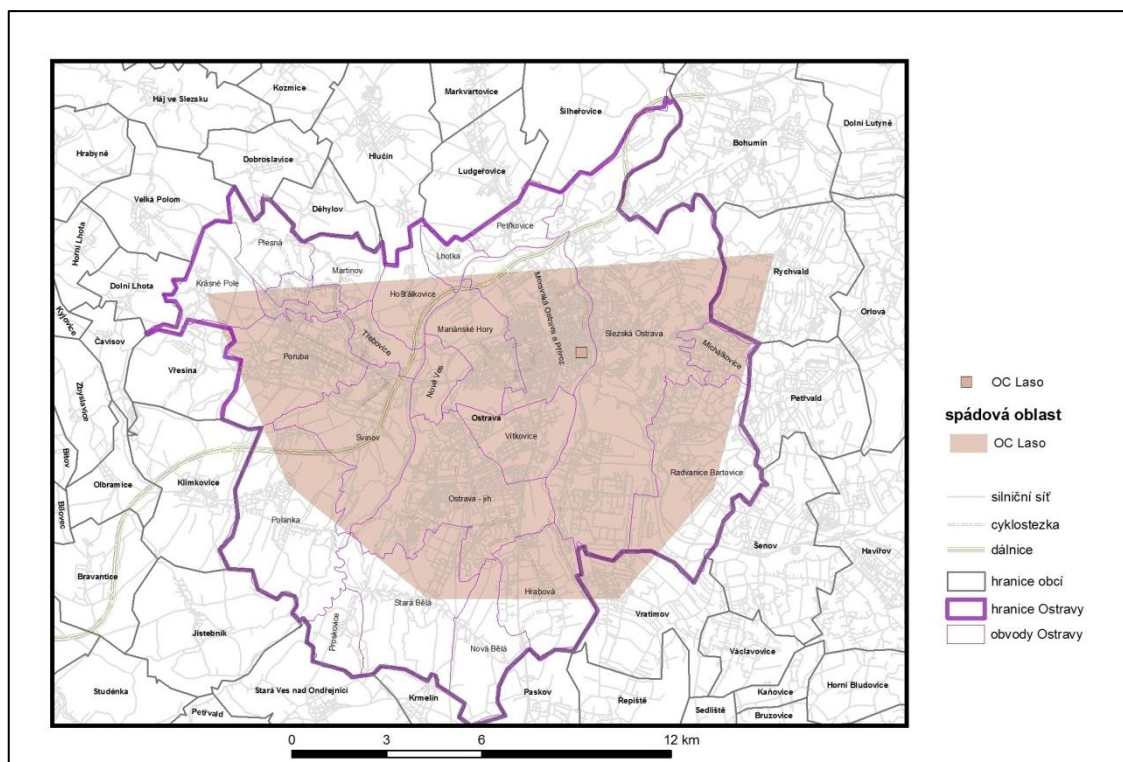 Kozmice
Markvartovice
Šilheřovice
Háj ve Slezsku
Dolní Lutyně
Hrabyně
Dobroslavice
Hlučín
Bohumín
Ludgeřovice
Velká Polom
Děhylov
Petřkovice
Horní Lhota
Plesná
Martinov
Lhotka
Krásné Pole
Dolní Lhota
Hošťálkovice
Rychvald
Kyjovice
Čavisov
Třebovice
Mariánské Hory
Moravská Ostrava a Přívoz
Slezská Ostrava
Orlová
Michálkovice
Vřesina
Poruba
Nová Ves
Petřvald
Zbyslavice
Ostrava
Svinov
Vítkovice
Bítov
Radvanice Bartovice
Olbramice
Klimkovice
Ostrava - jih
Bílovec
Polanka
Šenov
Havířov
Bravantice
Hrabová
Stará Bělá
Vratimov
Jistebník
Proskovice
Nová Bělá
Václavovice
Studénka
Stará Ves nad Ondřejnicí
Krmelín
Paskov
Řepiště
Kaňovice
Horní Bludovice
Petřvald
Sedliště
Bruzovice
OC Laso
spádová oblast
OC Laso
silniční síť
cyklostezka
dálnice
hranice obcí
hranice Ostravy
obvody Ostravy
0 3 6 12 km